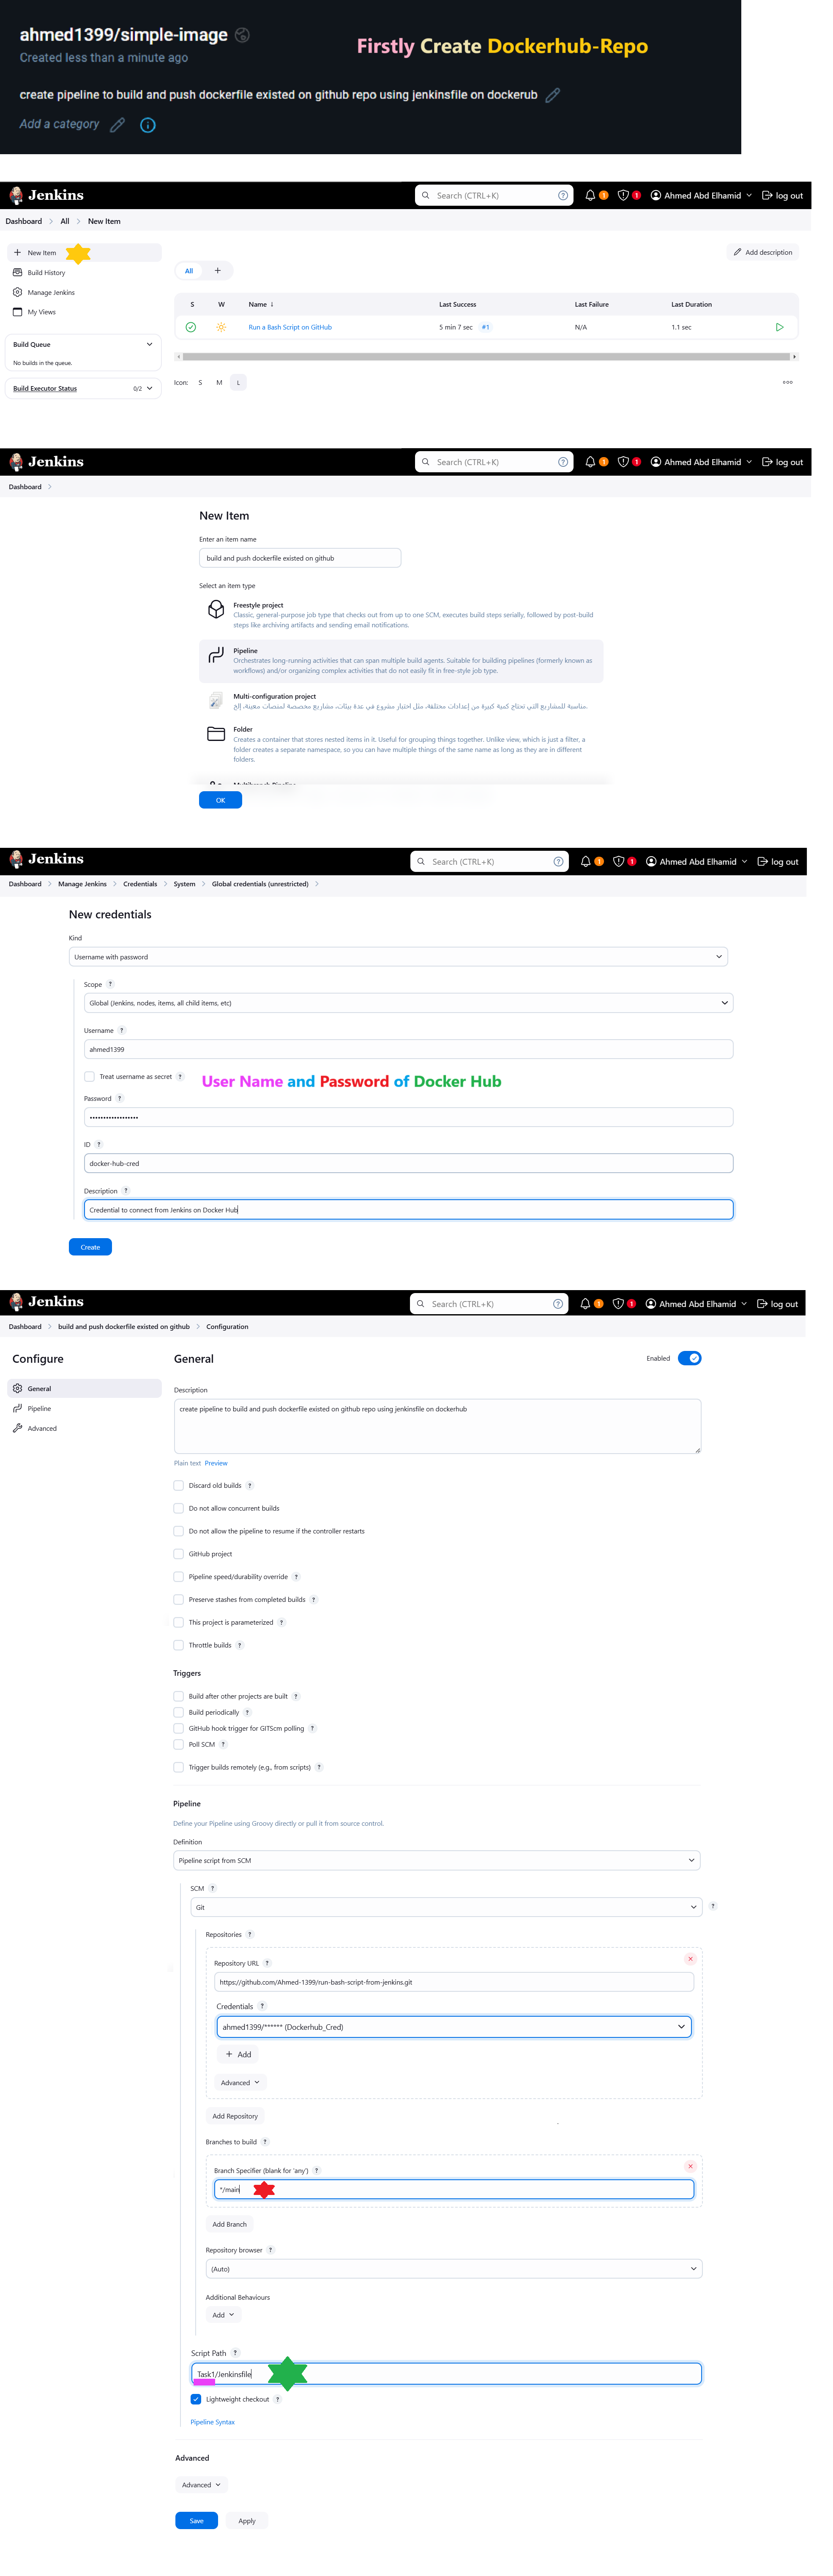 ahmed1399/simple-image
Created less than a minute ago
Firstly Create Dockerhub-Repo
create pipeline to build and push dockerfile existed on github repo using jenkinsfile on dockerub
Add a category
Jenkins
Search (CTRL+K)
1
1
Ahmed Abd Elhamid
log out
Dashboard > All > New Item
New Item
Build History
Manage Jenkins
My Views
Build Queue
No builds in the queue.
Build Executor Status 0/2
Add description
All +
S W Name ↓ Last Success Last Failure Last Duration
Run a Bash Script on GitHub 5 min 7 sec #1 N/A 1.1 sec
Icon: S M L
Jenkins
Search (CTRL+K)
1
1
Ahmed Abd Elhamid
log out
Dashboard >
New Item
Enter an item name
build and push dockerfile existed on github
Select an item type
Freestyle project
Classic, general-purpose job type that checks out from up to one SCM, executes build steps serially, followed by post-build
steps like archiving artifacts and sending email notifications.
Pipeline
Orchestrates long-running activities that can span multiple build agents. Suitable for building pipelines (formerly known as
workflows) and/or organizing complex activities that do not easily fit in free-style job type.
Multi-configuration project
مناسبة للمشاريع التي تحتاج كمية كبيرة من إعدادات مختلفة، مثل اختبار مشروع في عدة بيئات، مشاريع مخصصة لمنصات معينة، إلخ.
Folder
Creates a container that stores nested items in it. Useful for grouping things together. Unlike view, which is just a filter, a
folder creates a separate namespace, so you can have multiple things of the same name as long as they are in different
folders.
Multibranch Pipeline
OK
Jenkins
Search (CTRL+K)
1
1
Ahmed Abd Elhamid
log out
Dashboard > Manage Jenkins > Credentials > System > Global credentials (unrestricted) >
New credentials
Kind
Username with password
Scope ?
Global (Jenkins, nodes, items, all child items, etc)
Username ?
ahmed1399
Treat username as secret ?
User Name and Password of Docker Hub
Password ?
••••••••••••••••••
ID ?
docker-hub-cred
Description ?
Credential to connect from Jenkins on Docker Hub
Create
Jenkins
Search (CTRL+K)
1
1
Ahmed Abd Elhamid
log out
Dashboard > build and push dockerfile existed on github > Configuration
Configure
General
Pipeline
Advanced
General
Enabled
Description
create pipeline to build and push dockerfile existed on github repo using jenkinsfile on dockerhub
Plain text Preview
Discard old builds ?
Do not allow concurrent builds
Do not allow the pipeline to resume if the controller restarts
GitHub project
Pipeline speed/durability override ?
Preserve stashes from completed builds ?
This project is parameterized ?
Throttle builds ?
Triggers
Build after other projects are built ?
Build periodically ?
GitHub hook trigger for GITScm polling ?
Poll SCM ?
Trigger builds remotely (e.g., from scripts) ?
Pipeline
Define your Pipeline using Groovy directly or pull it from source control.
Definition
Pipeline script from SCM
SCM ?
Git
Repositories ?
Repository URL ?
https://github.com/Ahmed-1399/run-bash-script-from-jenkins.git
Credentials ?
ahmed1399/****** (Dockerhub_Cred)
+ Add
Advanced
Add Repository
Branches to build ?
Branch Specifier (blank for 'any') ?
*/main
Add Branch
Repository browser ?
(Auto)
Additional Behaviours
Add
Script Path ?
Task1/Jenkinsfile
Lightweight checkout ?
Pipeline Syntax
Advanced
Advanced
Save
Apply